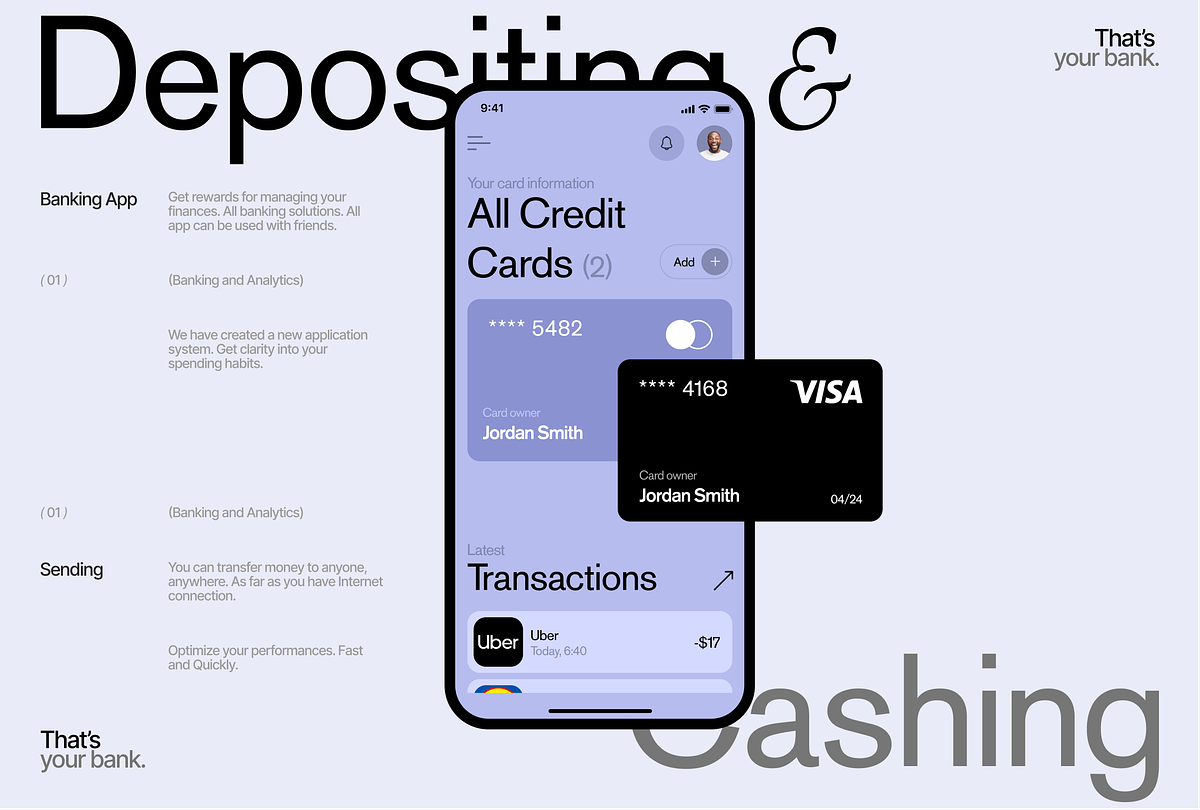 Depositing &
That's
your bank.
Banking App
Get rewards for managing your
finances. All banking solutions. All
app can be used with friends.
( 01 )
(Banking and Analytics)
We have created a new application
system. Get clarity into your
spending habits.
( 01 )
(Banking and Analytics)
Sending
You can transfer money to anyone,
anywhere. As far as you have Internet
connection.
Optimize your performances. Fast
and Quickly.
That's
your bank.
9:41
Your card information
All Credit
Cards (2)
Add +
**** 5482
Card owner
Jordan Smith
**** 4168
VISA
Card owner
Jordan Smith
04/24
Latest
Transactions
Uber
Uber
Today, 6:40
-$17
Cashing